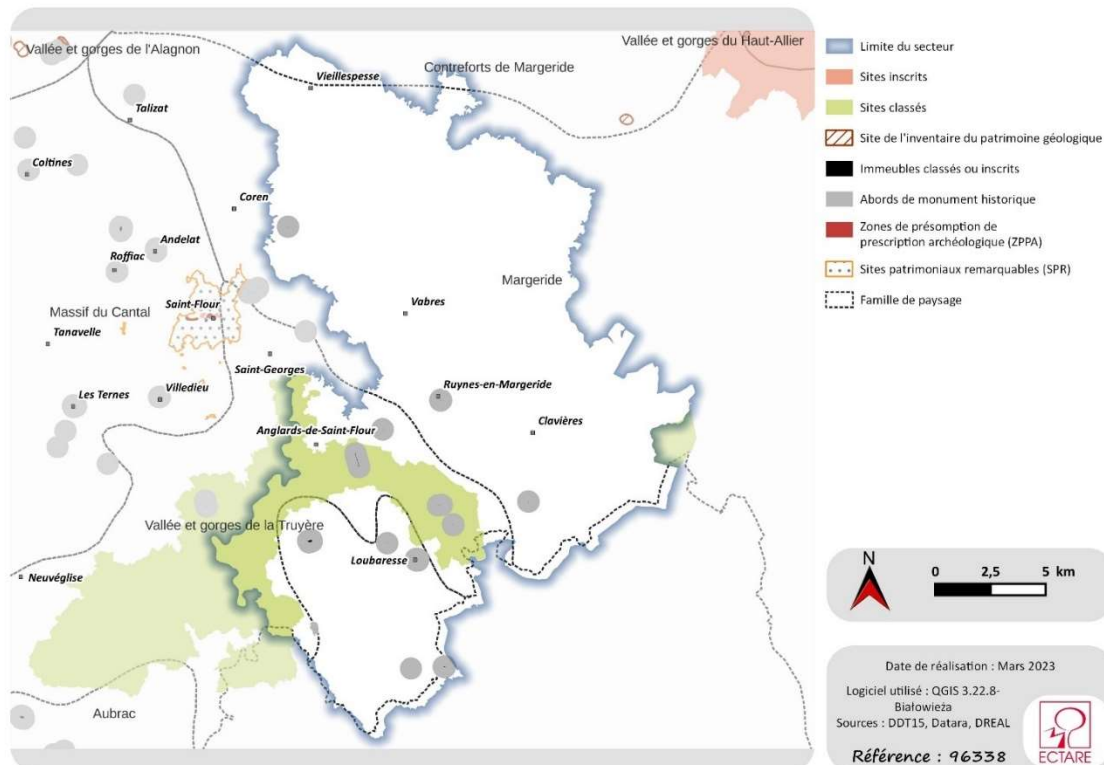 Vallée et gorges de l'Alagnon
Vallée et gorges du Haut-Allier
Contreforts de Margeride
Vieillespesse
Talizat
Coltines
Coren
Andelat
Roffiac
Margeride
Massif du Cantal
Saint-Flour
Vabres
Tanavelle
Saint-Georges
Les Ternes
Villedieu
Ruynes-en-Margeride
Anglards-de-Saint-Flour
Clavières
Vallée et gorges de la Truyère
Loubaresse
Neuvéglise
Aubrac
Limite du secteur
Sites inscrits
Sites classés
Site de l'inventaire du patrimoine géologique
Immeubles classés ou inscrits
Abords de monument historique
Zones de présomption de
prescription archéologique (ZPPA)
Sites patrimoniaux remarquables (SPR)
Famille de paysage
N
0 2,5 5 km
Date de réalisation : Mars 2023
Logiciel utilisé : QGIS 3.22.8-
Białowieża
Sources : DDT15, Datara, DREAL
Référence : 96338
ECTARE